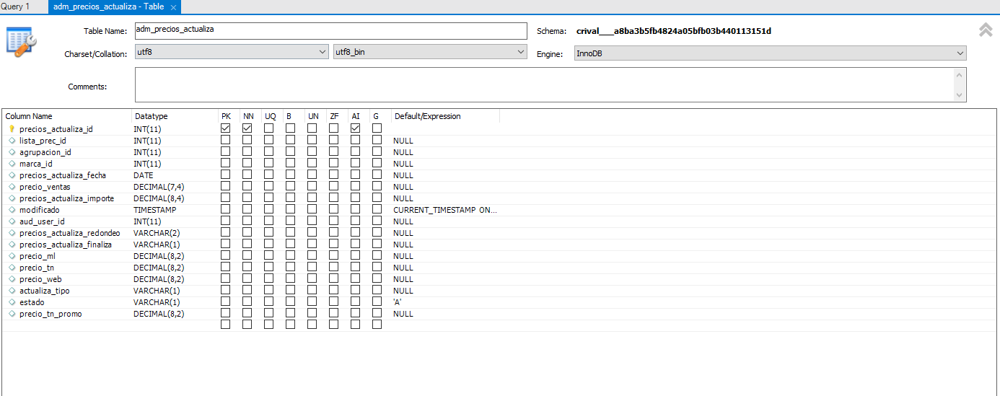 Query 1 adm_precios_actualiza - Table ×
Table Name: adm_precios_actualiza Schema: crival___a8ba3b5fb4824a05bfb03b440113151d
Charset/Collation: utf8 utf8_bin Engine: InnoDB
Comments:
Column Name Datatype PK NN UQ B UN ZF AI G Default/Expression
precios_actualiza_id INT(11)
lista_prec_id INT(11) NULL
agrupacion_id INT(11) NULL
marca_id INT(11) NULL
precios_actualiza_fecha DATE NULL
precio_ventas DECIMAL(7,4) NULL
precios_actualiza_importe DECIMAL(8,4) NULL
modificado TIMESTAMP CURRENT_TIMESTAMP ON...
aud_user_id INT(11) NULL
precios_actualiza_redondeo VARCHAR(2) NULL
precios_actualiza_finaliza VARCHAR(1) NULL
precio_ml DECIMAL(8,2) NULL
precio_tn DECIMAL(8,2) NULL
precio_web DECIMAL(8,2) NULL
actualiza_tipo VARCHAR(1) NULL
estado VARCHAR(1) 'A'
precio_tn_promo DECIMAL(8,2) NULL